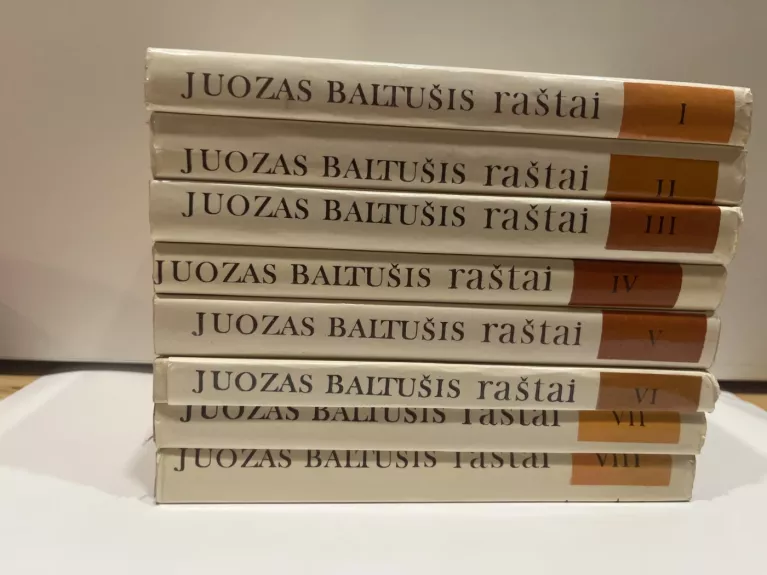 JUOZAS BALTUŠIS raštai I
JUOZAS BALTUŠIS raštai II
JUOZAS BALTUŠIS raštai III
JUOZAS BALTUŠIS raštai IV
JUOZAS BALTUŠIS raštai V
JUOZAS BALTUŠIS raštai VI
JUOZAS BALTUŠIS raštai VII
JUOZAS BALTUŠIS raštai VIII